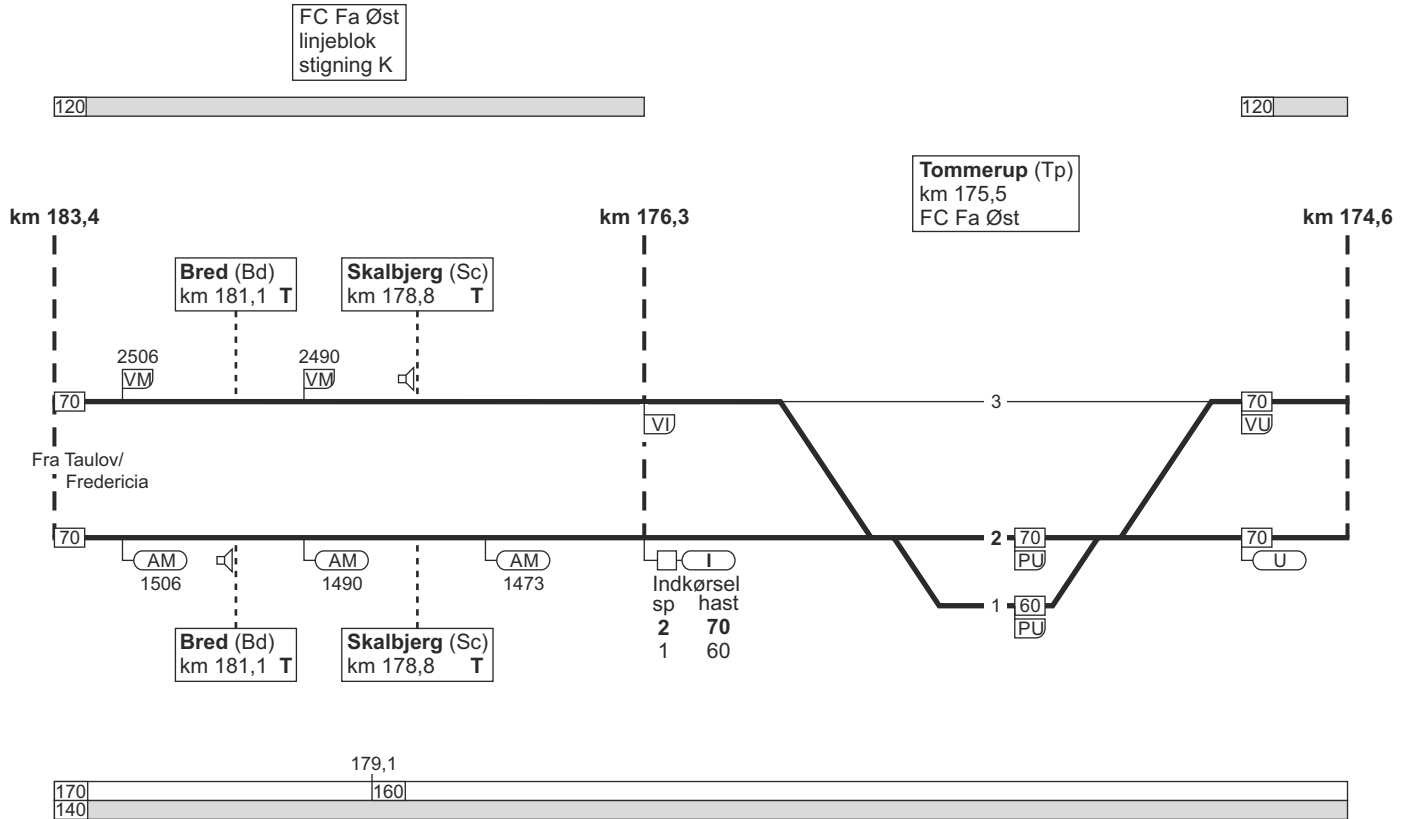 FC Fa Øst
linjeblok
stigning K
120
120
Tommerup (Tp)
km 175,5
FC Fa Øst
km 183,4
km 176,3
km 174,6
Bred (Bd)
km 181,1 T
Skalbjerg (Sc)
km 178,8 T
2506
VM
2490
VM
70
3
70
VI
VU
Fra Taulov/
Fredericia
70
2
70
70
AM
1506
AM
1490
AM
1473
I
PU
U
Indkørsel
sp hast
2 70
1 60
1
60
PU
Bred (Bd)
km 181,1 T
Skalbjerg (Sc)
km 178,8 T
179,1
170
160
140